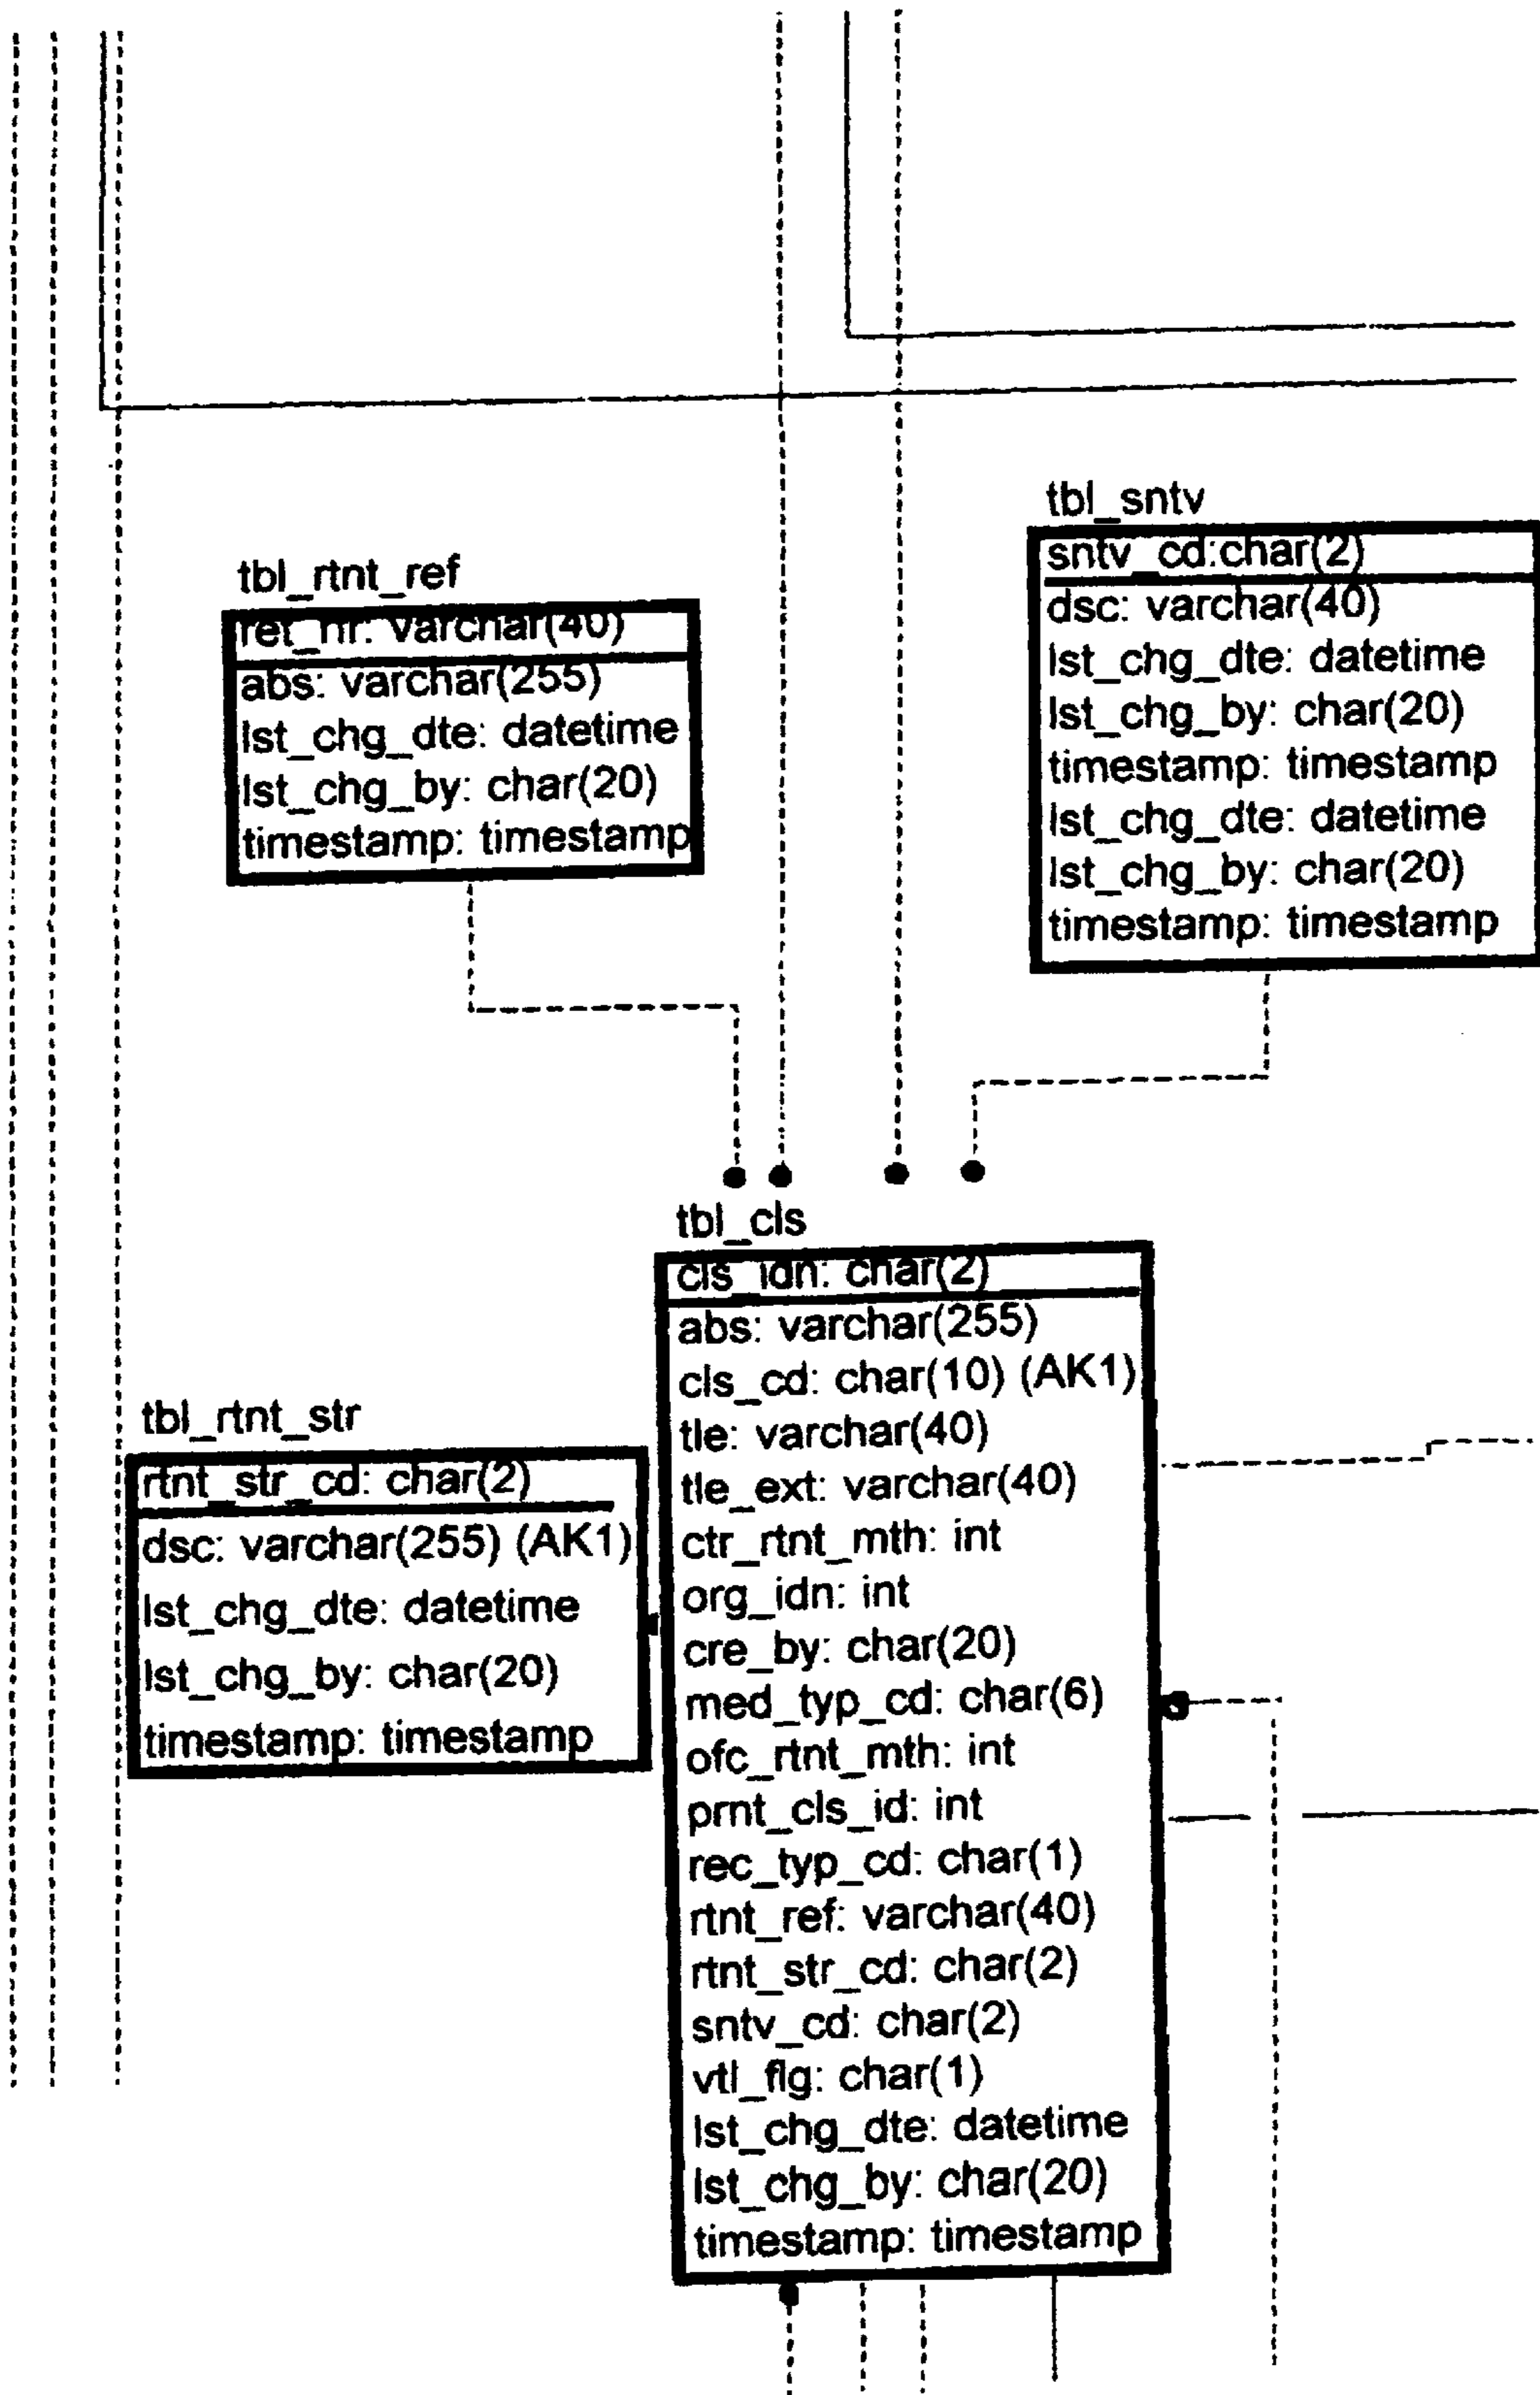 tbl_sntv
sntv_cd:char(2)
dsc: varchar(40)
lst_chg_dte: datetime
lst_chg_by: char(20)
timestamp: timestamp
lst_chg_dte: datetime
lst_chg_by: char(20)
timestamp: timestamp
tbl_rtnt_ref
ref_nr: varchar(40)
abs: varchar(255)
lst_chg_dte: datetime
lst_chg_by: char(20)
timestamp: timestamp
tbl_cls
cls_idn: char(2)
abs: varchar(255)
cls_cd: char(10) (AK1)
tle: varchar(40)
tle_ext: varchar(40)
ctr_rtnt_mth: int
org_idn: int
cre_by: char(20)
med_typ_cd: char(6)
ofc_rtnt_mth: int
prnt_cls_id: int
rec_typ_cd: char(1)
rtnt_ref: varchar(40)
rtnt_str_cd: char(2)
sntv_cd: char(2)
vtl_flg: char(1)
lst_chg_dte: datetime
lst_chg_by: char(20)
timestamp: timestamp
tbl_rtnt_str
rtnt_str_cd: char(2)
dsc: varchar(255) (AK1)
lst_chg_dte: datetime
lst_chg_by: char(20)
timestamp: timestamp